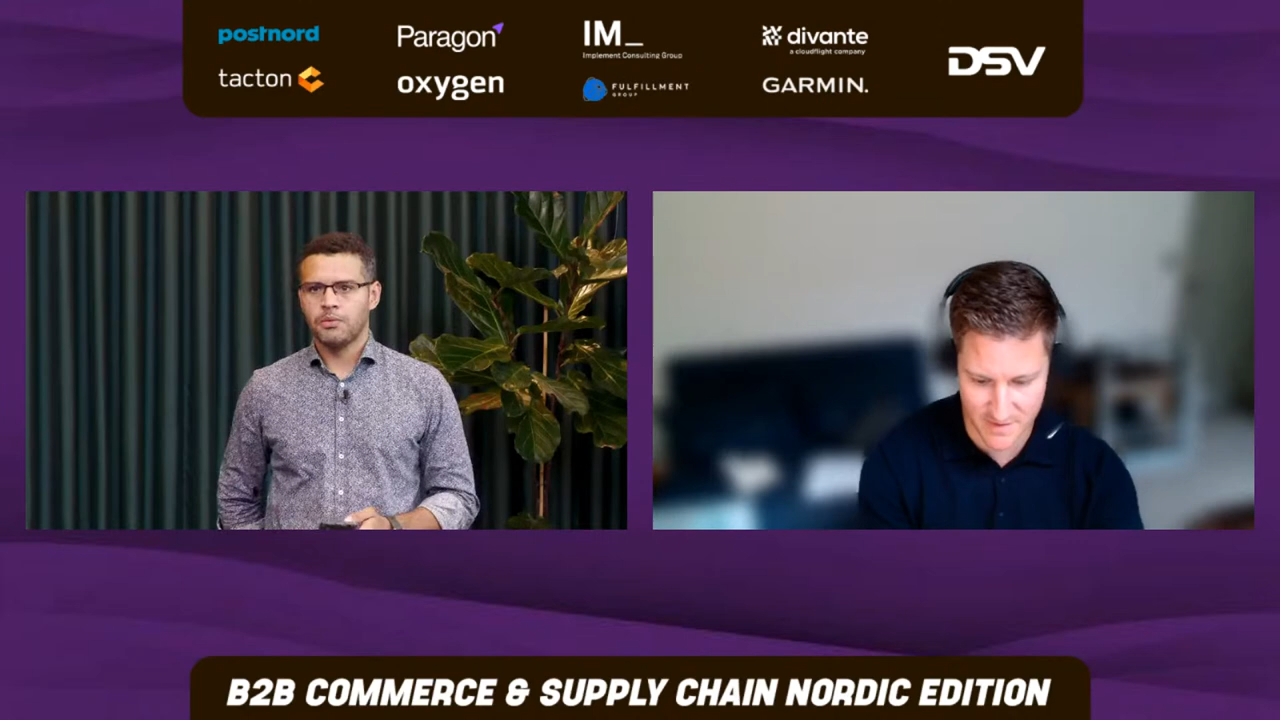 postnord
Paragon
IM_
Implement Consulting Group
divante
a cloudflight company
DSV
tacton
oxygen
FULFILLMENT
GROUP
GARMIN.
B2B COMMERCE & SUPPLY CHAIN NORDIC EDITION